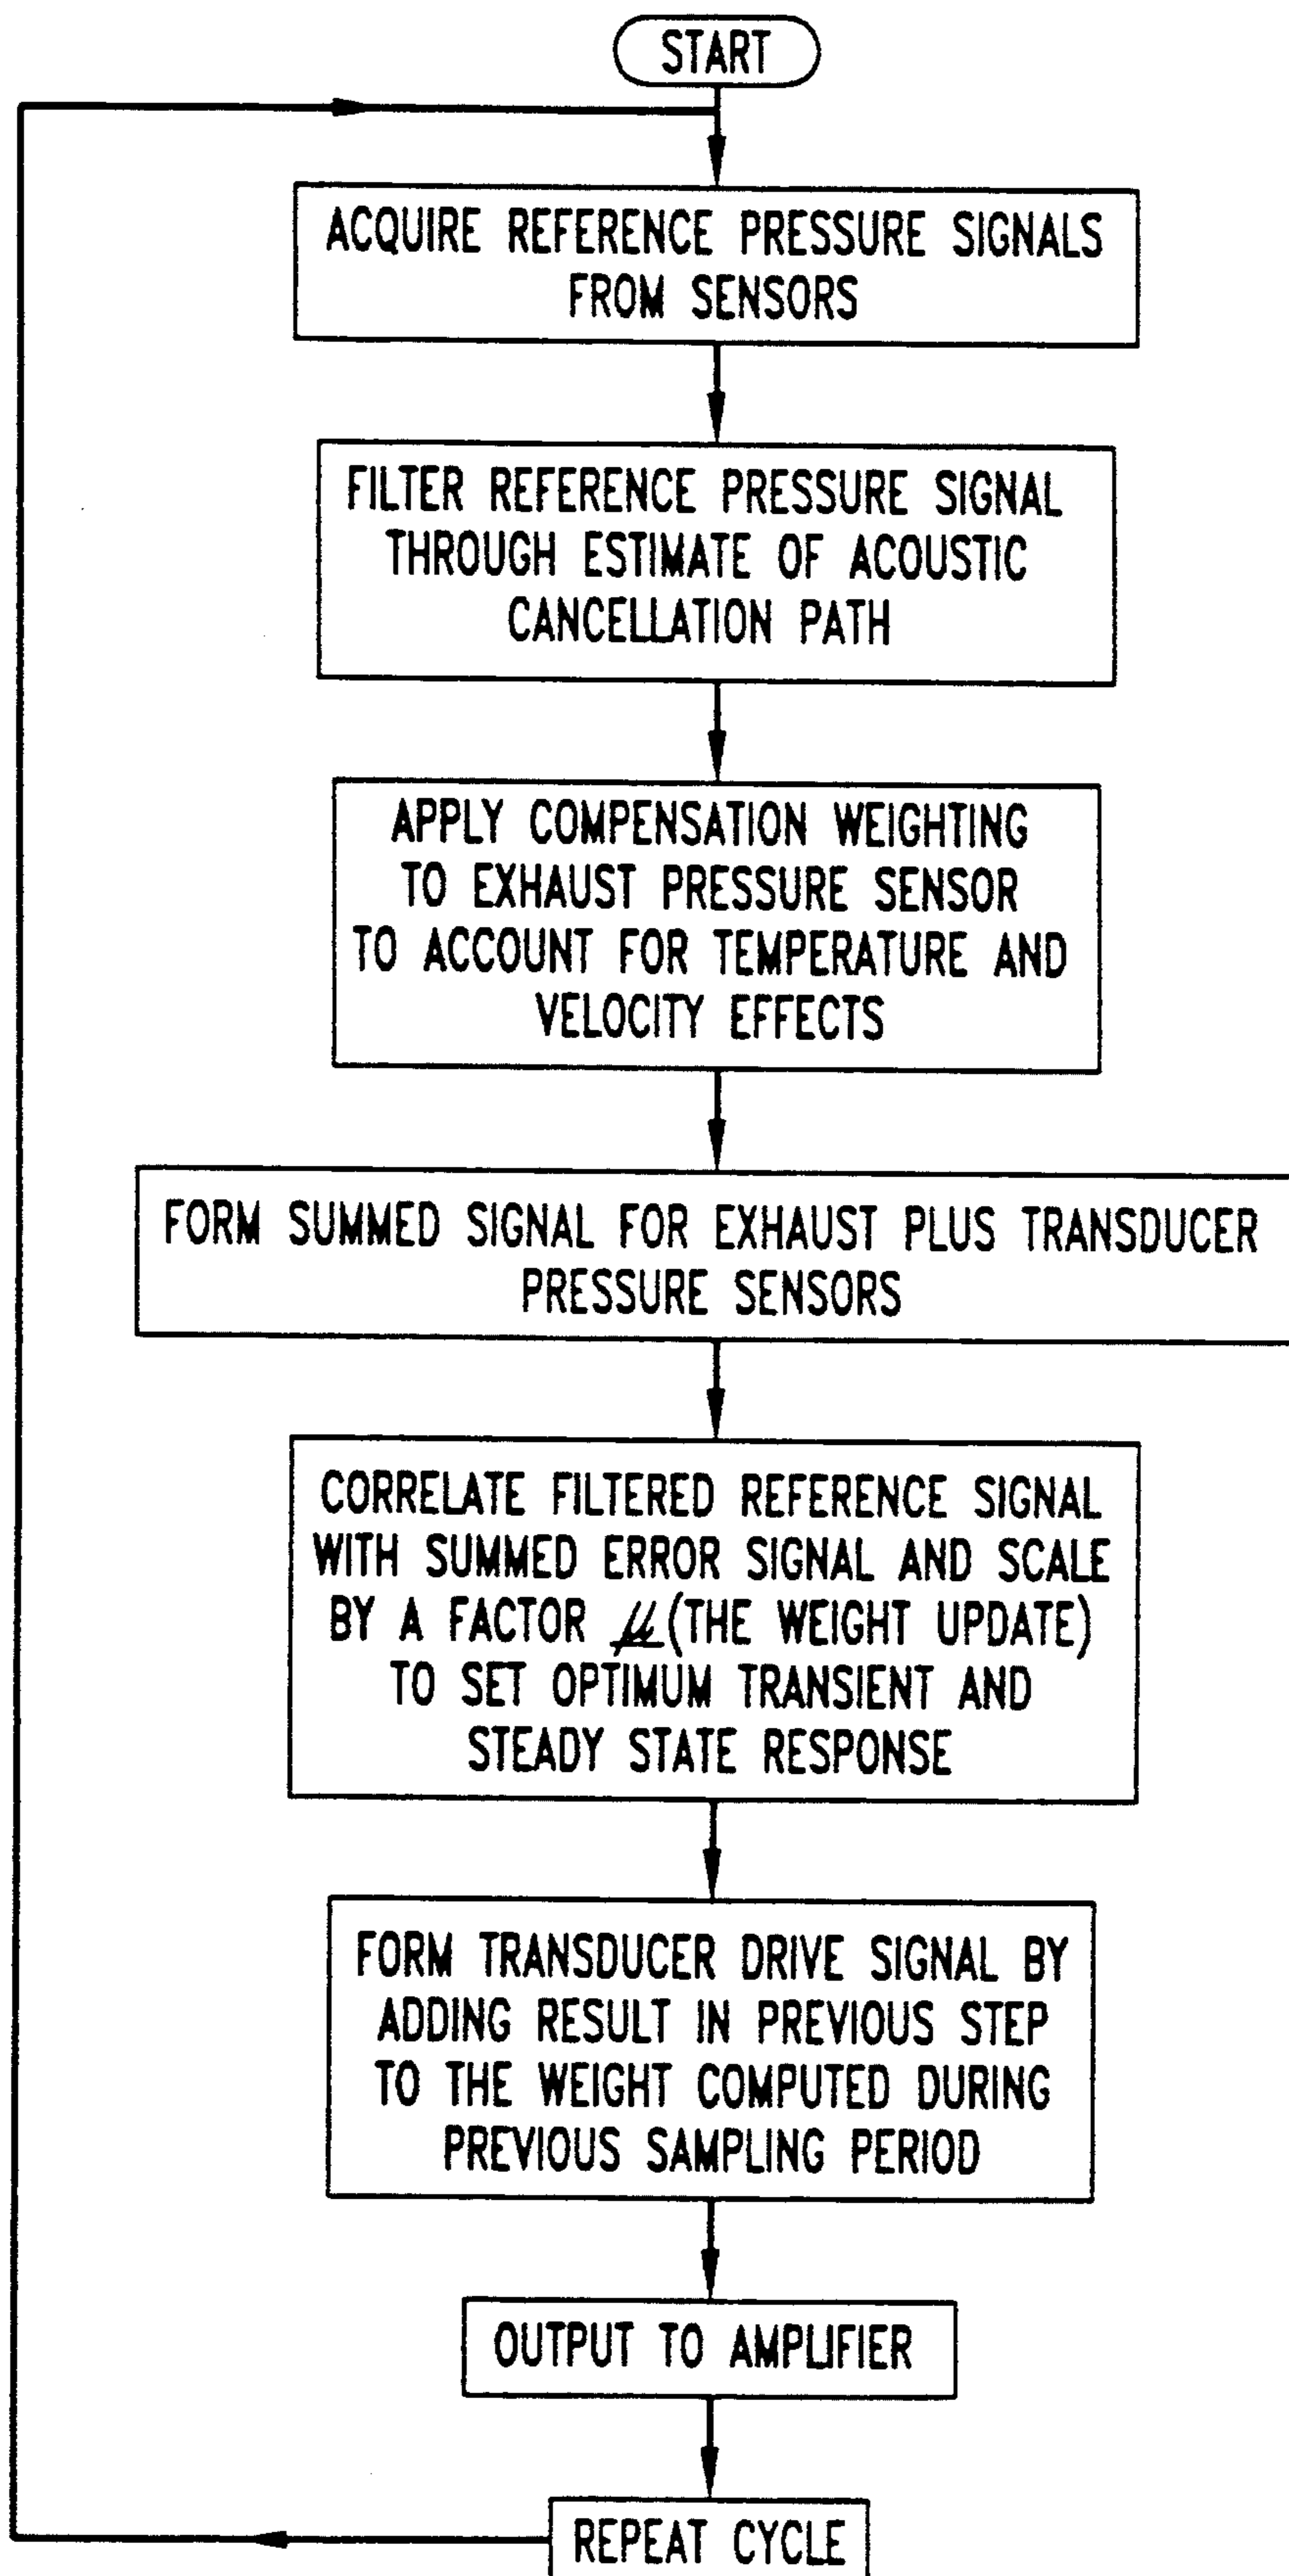 START
ACQUIRE REFERENCE PRESSURE SIGNALS
FROM SENSORS
FILTER REFERENCE PRESSURE SIGNAL
THROUGH ESTIMATE OF ACOUSTIC
CANCELLATION PATH
APPLY COMPENSATION WEIGHTING
TO EXHAUST PRESSURE SENSOR
TO ACCOUNT FOR TEMPERATURE AND
VELOCITY EFFECTS
FORM SUMMED SIGNAL FOR EXHAUST PLUS TRANSDUCER
PRESSURE SENSORS
CORRELATE FILTERED REFERENCE SIGNAL
WITH SUMMED ERROR SIGNAL AND SCALE
BY A FACTOR μ (THE WEIGHT UPDATE)
TO SET OPTIMUM TRANSIENT AND
STEADY STATE RESPONSE
FORM TRANSDUCER DRIVE SIGNAL BY
ADDING RESULT IN PREVIOUS STEP
TO THE WEIGHT COMPUTED DURING
PREVIOUS SAMPLING PERIOD
OUTPUT TO AMPLIFIER
REPEAT CYCLE